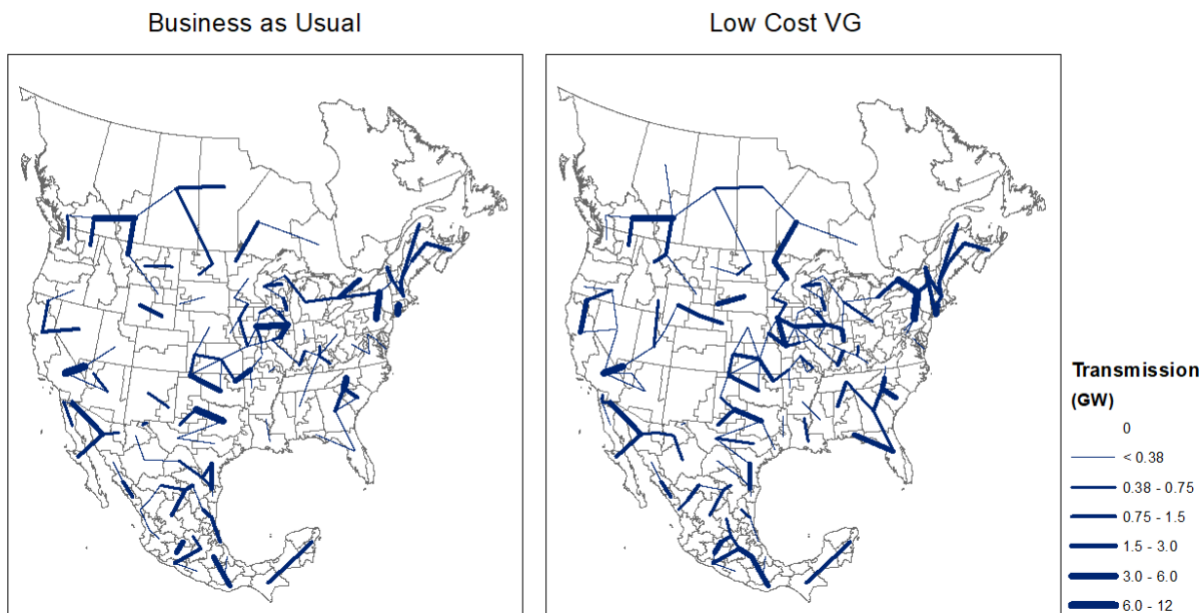 Business as Usual
Low Cost VG
Transmission
(GW)
0
< 0.38
0.38 - 0.75
0.75 - 1.5
1.5 - 3.0
3.0 - 6.0
6.0 - 12